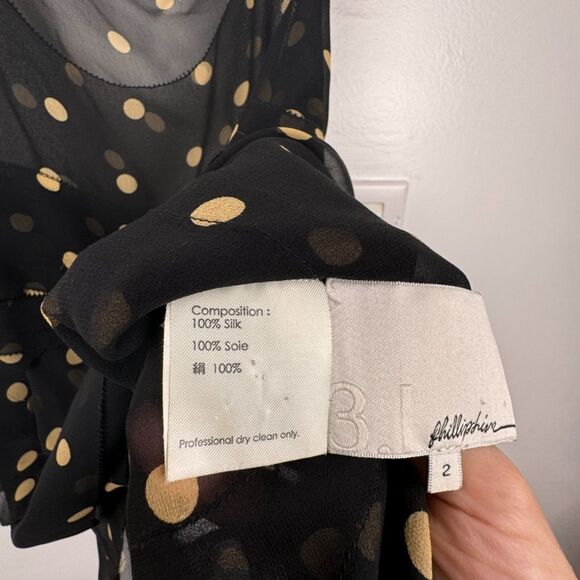 Composition :
100% Silk
100% Soie
絹 100%
Professional dry clean only.
3.1
phillip lim
2